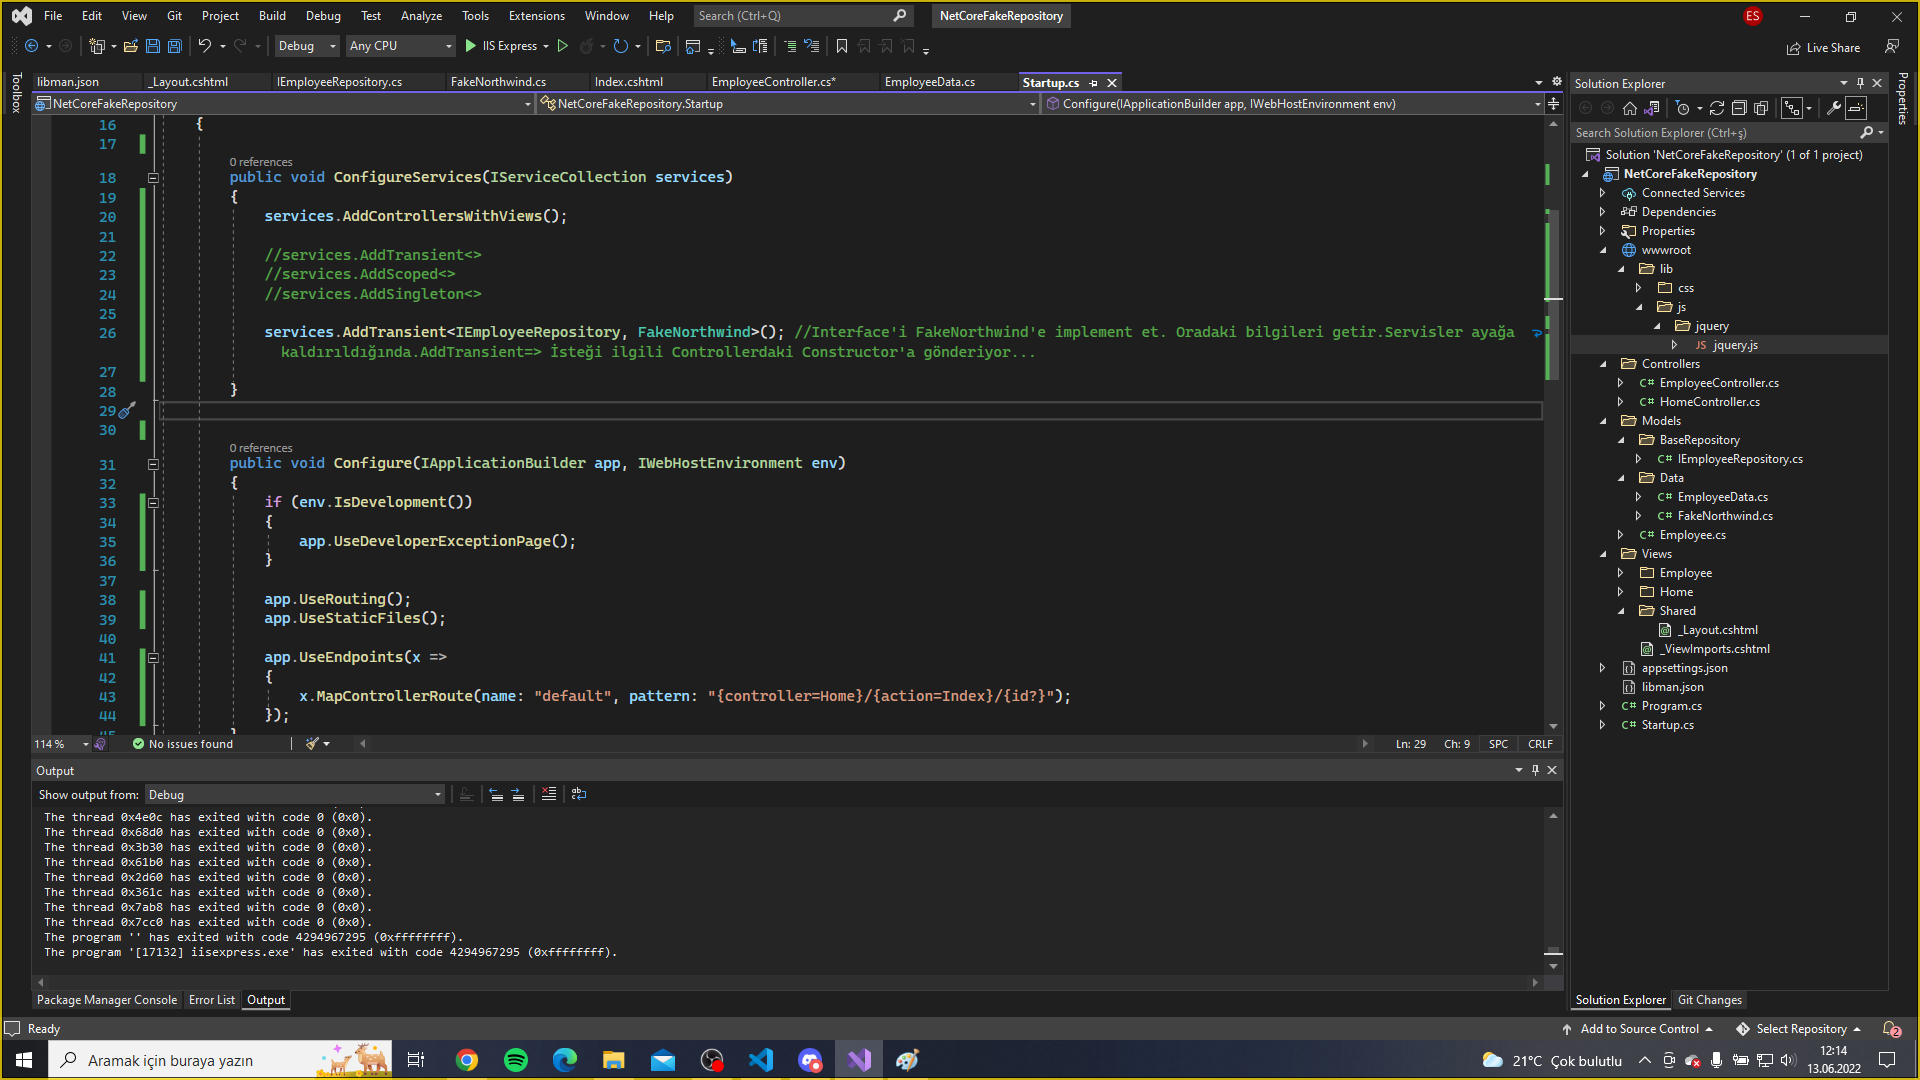 File Edit View Git Project Build Debug Test Analyze Tools Extensions Window Help Search (Ctrl+Q) NetCoreFakeRepository ES
Debug Any CPU IIS Express Live Share
Toolbox
libman.json _Layout.cshtml IEmployeeRepository.cs FakeNorthwind.cs Index.cshtml EmployeeController.cs* EmployeeData.cs Startup.cs
NetCoreFakeRepository NetCoreFakeRepository.Startup Configure(IApplicationBuilder app, IWebHostEnvironment env)
16 {
17
0 references
18 public void ConfigureServices(IServiceCollection services)
19 {
20 services.AddControllersWithViews();
21
22 //services.AddTransient<>
23 //services.AddScoped<>
24 //services.AddSingleton<>
25
26 services.AddTransient<IEmployeeRepository, FakeNorthwind>(); //Interface'i FakeNorthwind'e implement et. Oradaki bilgileri getir.Servisler ayağa
kaldırıldığında.AddTransient=> İsteği ilgili Controllerdaki Constructor'a gönderiyor...
27
28 }
29
30
0 references
31 public void Configure(IApplicationBuilder app, IWebHostEnvironment env)
32 {
33 if (env.IsDevelopment())
34 {
35 app.UseDeveloperExceptionPage();
36 }
37
38 app.UseRouting();
39 app.UseStaticFiles();
40
41 app.UseEndpoints(x =>
42 {
43 x.MapControllerRoute(name: "default", pattern: "{controller=Home}/{action=Index}/{id?}");
44 });
45 }
114 % No issues found Ln: 29 Ch: 9 SPC CRLF
Output
Show output from: Debug
The thread 0x4e0c has exited with code 0 (0x0).
The thread 0x68d0 has exited with code 0 (0x0).
The thread 0x3b30 has exited with code 0 (0x0).
The thread 0x61b0 has exited with code 0 (0x0).
The thread 0x2d60 has exited with code 0 (0x0).
The thread 0x361c has exited with code 0 (0x0).
The thread 0x7ab8 has exited with code 0 (0x0).
The thread 0x7cc0 has exited with code 0 (0x0).
The program '' has exited with code 4294967295 (0xffffffff).
The program '[17132] iisexpress.exe' has exited with code 4294967295 (0xffffffff).
Package Manager Console Error List Output
Solution Explorer
Search Solution Explorer (Ctrl+ş)
Solution 'NetCoreFakeRepository' (1 of 1 project)
NetCoreFakeRepository
Connected Services
Dependencies
Properties
wwwroot
lib
css
js
jquery
JS jquery.js
Controllers
C# EmployeeController.cs
C# HomeController.cs
Models
BaseRepository
C# IEmployeeRepository.cs
Data
C# EmployeeData.cs
C# FakeNorthwind.cs
C# Employee.cs
Views
Employee
Home
Shared
_Layout.cshtml
_ViewImports.cshtml
appsettings.json
libman.json
C# Program.cs
C# Startup.cs
Solution Explorer Git Changes
Properties
Ready Add to Source Control Select Repository 2
Aramak için buraya yazın 21°C Çok bulutlu 12:14
13.06.2022